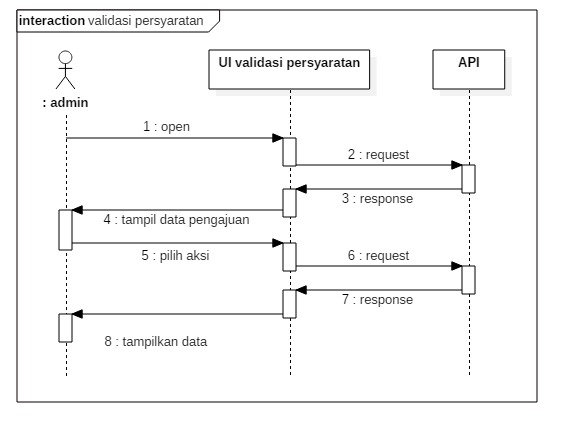 interaction validasi persyaratan
UI validasi persyaratan
API
: admin
1 : open
2 : request
3 : response
4 : tampil data pengajuan
5 : pilih aksi
6 : request
7 : response
8 : tampilkan data